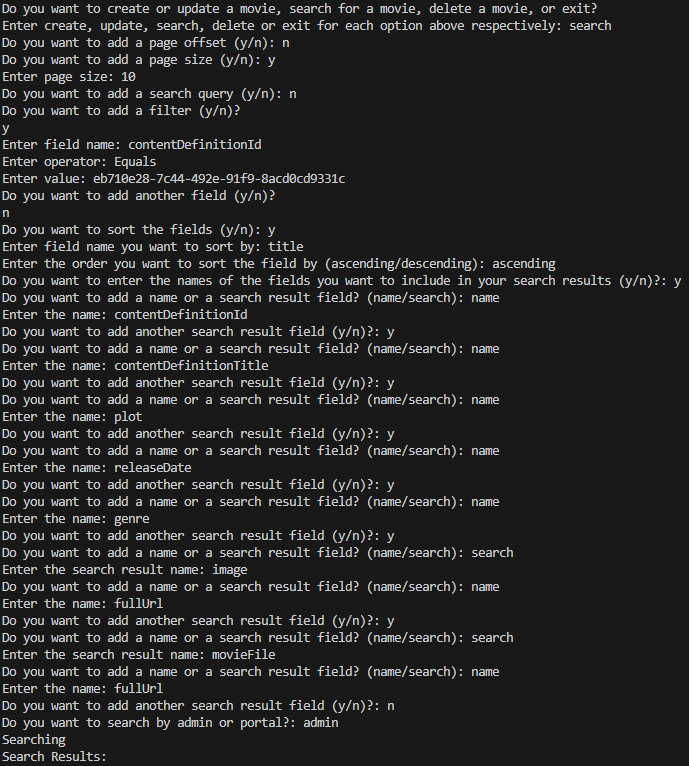 Do you want to create or update a movie, search for a movie, delete a movie, or exit?
Enter create, update, search, delete or exit for each option above respectively: search
Do you want to add a page offset (y/n): n
Do you want to add a page size (y/n): y
Enter page size: 10
Do you want to add a search query (y/n): n
Do you want to add a filter (y/n)?
y
Enter field name: contentDefinitionId
Enter operator: Equals
Enter value: eb710e28-7c44-492e-91f9-8acd0cd9331c
Do you want to add another field (y/n)?
n
Do you want to sort the fields (y/n): y
Enter field name you want to sort by: title
Enter the order you want to sort the field by (ascending/descending): ascending
Do you want to enter the names of the fields you want to include in your search results (y/n)?: y
Do you want to add a name or a search result field? (name/search): name
Enter the name: contentDefinitionId
Do you want to add another search result field (y/n)?: y
Do you want to add a name or a search result field? (name/search): name
Enter the name: contentDefinitionTitle
Do you want to add another search result field (y/n)?: y
Do you want to add a name or a search result field? (name/search): name
Enter the name: plot
Do you want to add another search result field (y/n)?: y
Do you want to add a name or a search result field? (name/search): name
Enter the name: releaseDate
Do you want to add another search result field (y/n)?: y
Do you want to add a name or a search result field? (name/search): name
Enter the name: genre
Do you want to add another search result field (y/n)?: y
Do you want to add a name or a search result field? (name/search): search
Enter the search result name: image
Do you want to add a name or a search result field? (name/search): name
Enter the name: fullUrl
Do you want to add another search result field (y/n)?: y
Do you want to add a name or a search result field? (name/search): search
Enter the search result name: movieFile
Do you want to add a name or a search result field? (name/search): name
Enter the name: fullUrl
Do you want to add another search result field (y/n)?: n
Do you want to search by admin or portal?: admin
Searching
Search Results: